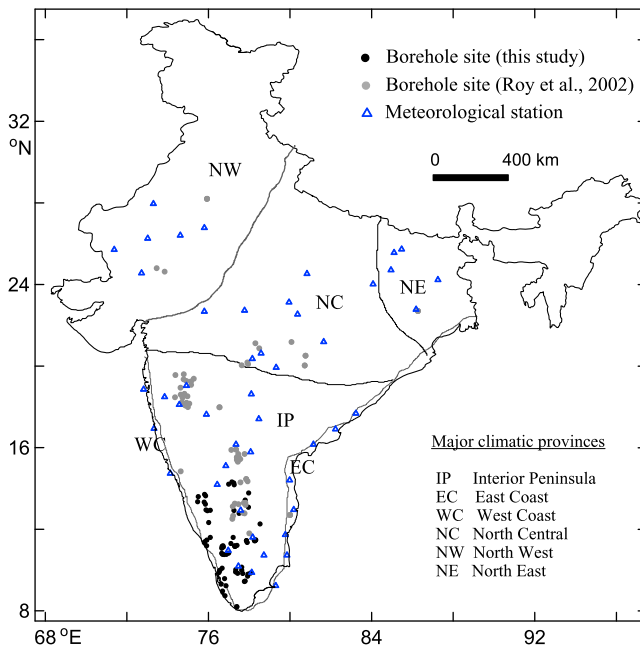 Borehole site (this study)
Borehole site (Roy et al., 2002)
Meteorological station
0 400 km
32
°N
24
16
8
NW
NC
NE
IP
WC
EC
Major climatic provinces
IP Interior Peninsula
EC East Coast
WC West Coast
NC North Central
NW North West
NE North East
68 °E 76 84 92